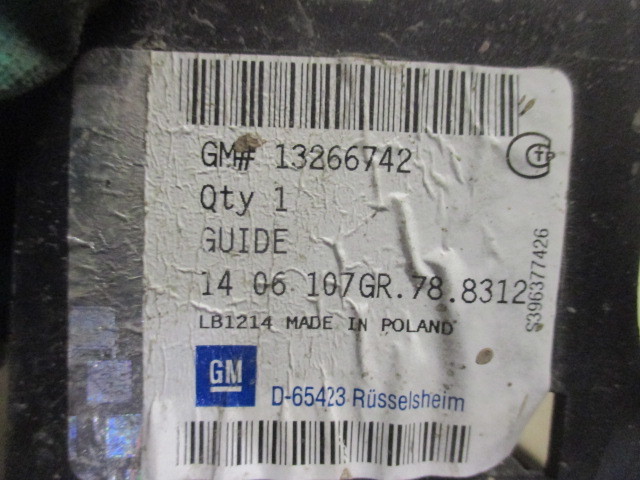 GM# 13266742
Qty 1
GUIDE
14 06 107GR.78.8312
LB1214 MADE IN POLAND
GM D-65423 Rüsselsheim
S396377426